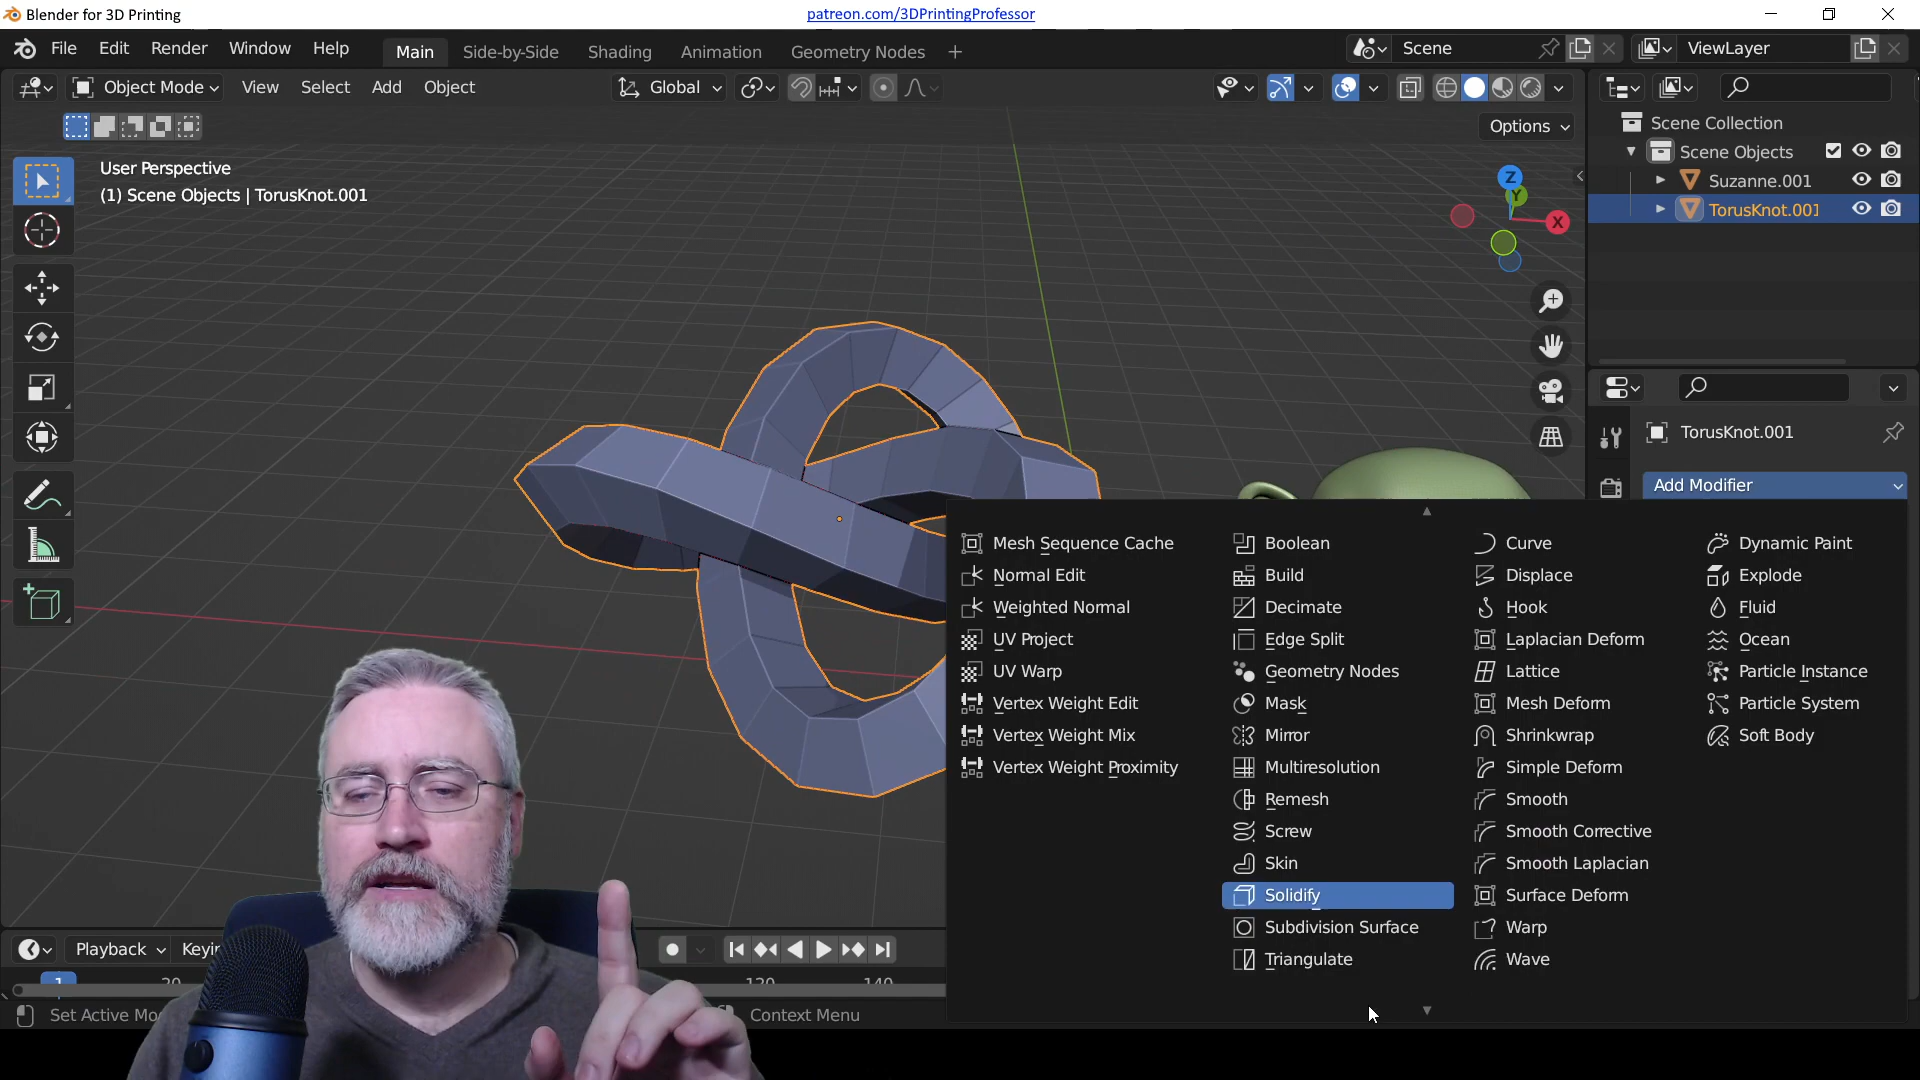 Blender for 3D Printing
patreon.com/3DPrintingProfessor
File Edit Render Window Help
Main Side-by-Side Shading Animation Geometry Nodes
Scene
ViewLayer
Object Mode View Select Add Object
Global
Options
User Perspective
(1) Scene Objects | TorusKnot.001
Z
Y
X
Scene Collection
Scene Objects
Suzanne.001
TorusKnot.001
TorusKnot.001
Add Modifier
Mesh Sequence Cache
Normal Edit
Weighted Normal
UV Project
UV Warp
Vertex Weight Edit
Vertex Weight Mix
Vertex Weight Proximity
Boolean
Build
Decimate
Edge Split
Geometry Nodes
Mask
Mirror
Multiresolution
Remesh
Screw
Skin
Solidify
Subdivision Surface
Triangulate
Curve
Displace
Hook
Laplacian Deform
Lattice
Mesh Deform
Shrinkwrap
Simple Deform
Smooth
Smooth Corrective
Smooth Laplacian
Surface Deform
Warp
Wave
Dynamic Paint
Explode
Fluid
Ocean
Particle Instance
Particle System
Soft Body
Playback Keyin
1 20 120 140
Set Active Mo
Context Menu